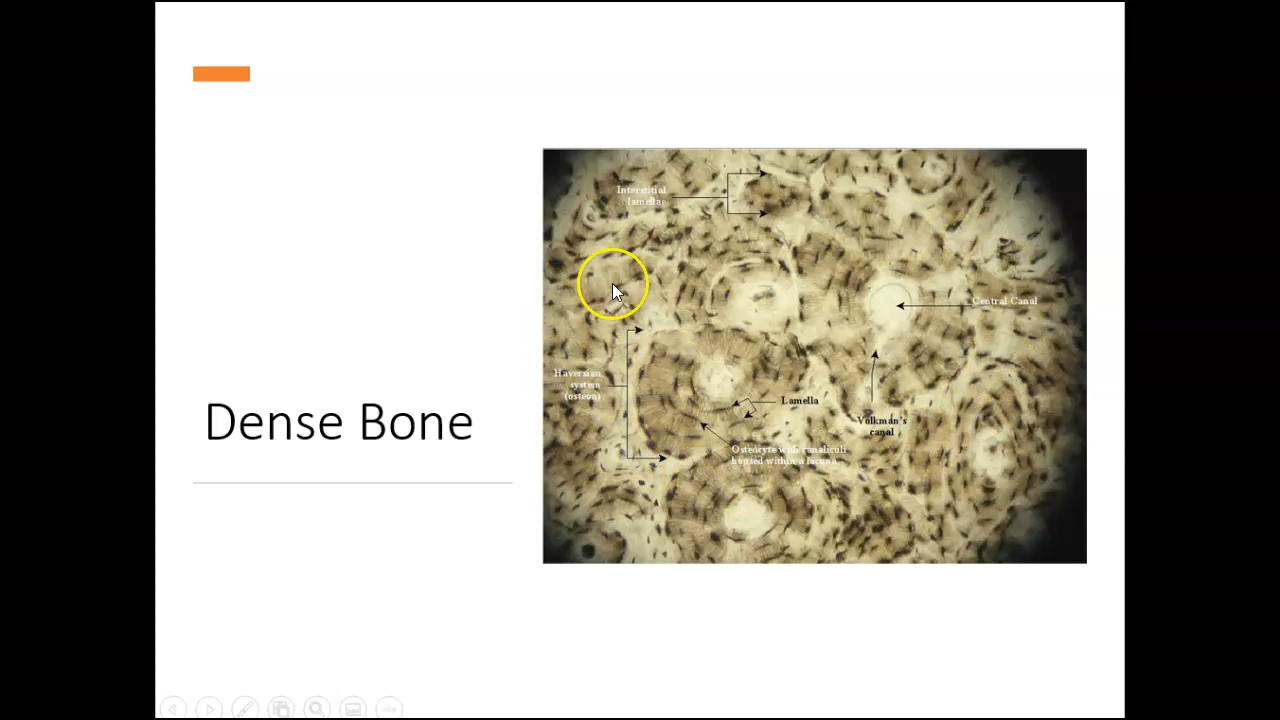 Dense Bone
Interstitial
lamellae
Central Canal
Haversian
system
(osteon)
Lamella
Volkman's
canal
Osteocyte with canaliculi
housed within a lacuna